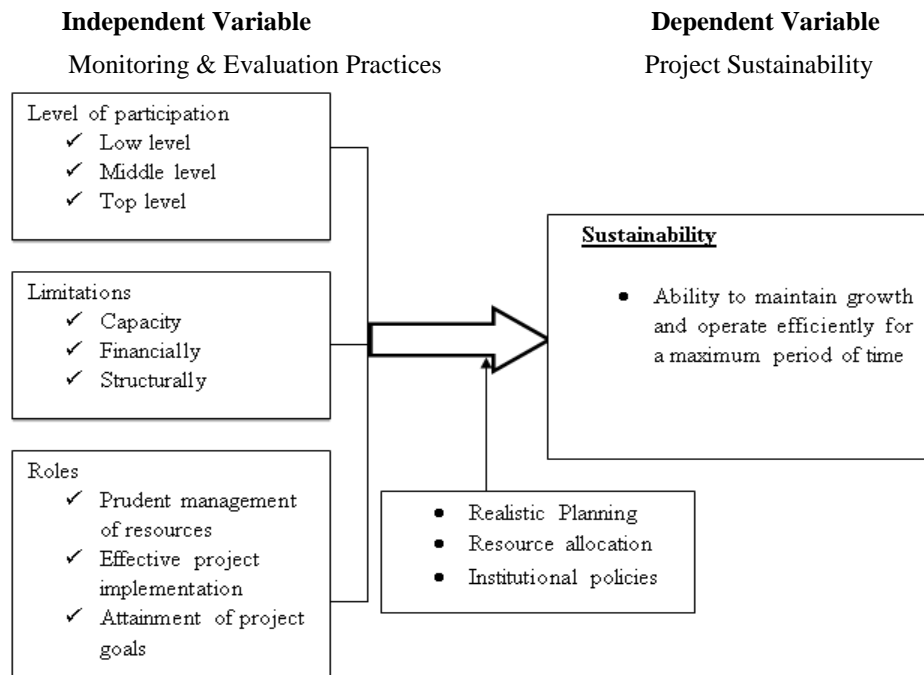 Independent Variable
Monitoring & Evaluation Practices
Dependent Variable
Project Sustainability
Level of participation
✓ Low level
✓ Middle level
✓ Top level
Limitations
✓ Capacity
✓ Financially
✓ Structurally
Roles
✓ Prudent management
of resources
✓ Effective project
implementation
✓ Attainment of project
goals
• Realistic Planning
• Resource allocation
• Institutional policies
Sustainability
• Ability to maintain growth
and operate efficiently for
a maximum period of time